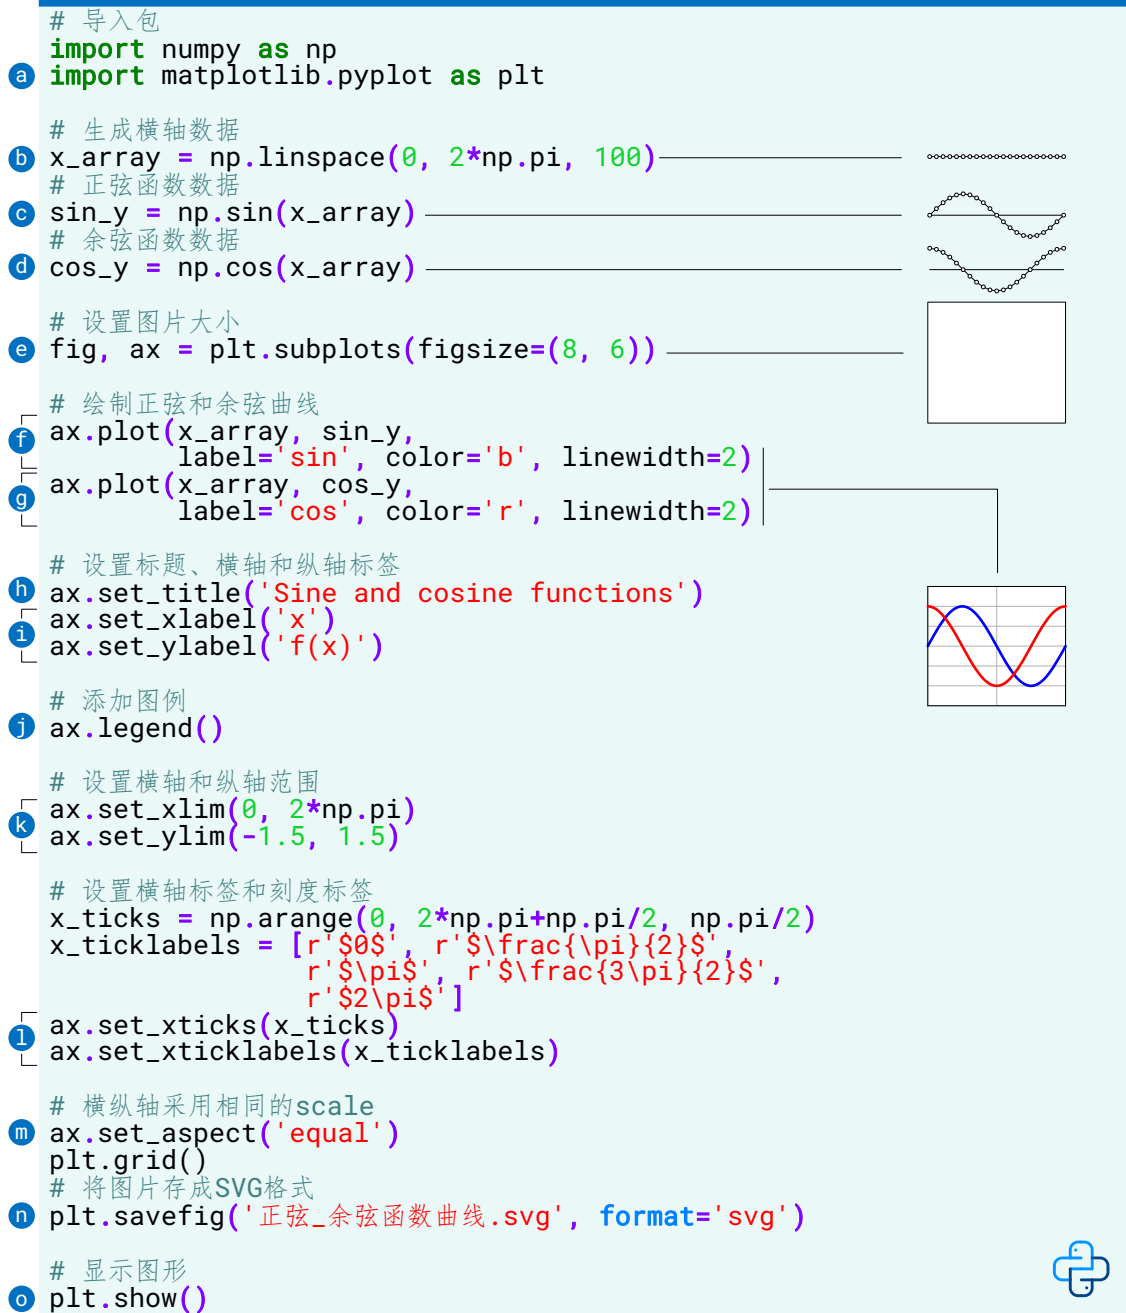 # 导入包
import numpy as np
a import matplotlib.pyplot as plt
# 生成横轴数据
b x_array = np.linspace(0, 2*np.pi, 100)
# 正弦函数数据
c sin_y = np.sin(x_array)
# 余弦函数数据
d cos_y = np.cos(x_array)
# 设置图片大小
e fig, ax = plt.subplots(figsize=(8, 6))
# 绘制正弦和余弦曲线
f ax.plot(x_array, sin_y,
label='sin', color='b', linewidth=2)
g ax.plot(x_array, cos_y,
label='cos', color='r', linewidth=2)
# 设置标题、横轴和纵轴标签
h ax.set_title('Sine and cosine functions')
i ax.set_xlabel('x')
ax.set_ylabel('f(x)')
# 添加图例
j ax.legend()
# 设置横轴和纵轴范围
k ax.set_xlim(0, 2*np.pi)
ax.set_ylim(-1.5, 1.5)
# 设置横轴标签和刻度标签
x_ticks = np.arange(0, 2*np.pi+np.pi/2, np.pi/2)
x_ticklabels = [r'$0$', r'$\frac{\pi}{2}$',
r'$\pi$', r'$\frac{3\pi}{2}$',
r'$2\pi$']
l ax.set_xticks(x_ticks)
ax.set_xticklabels(x_ticklabels)
# 横纵轴采用相同的scale
m ax.set_aspect('equal')
plt.grid()
# 将图片存成SVG格式
n plt.savefig('正弦_余弦函数曲线.svg', format='svg')
# 显示图形
o plt.show()